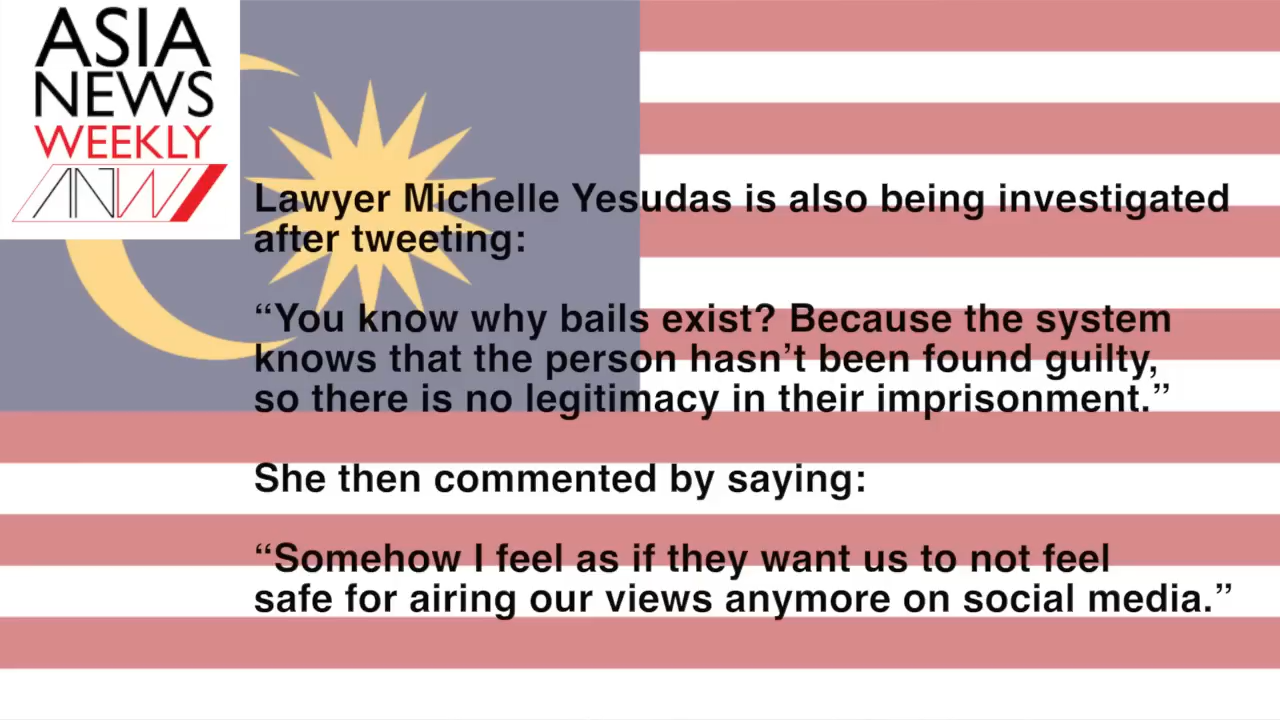 ASIA
NEWS
WEEKLY
ANW
Lawyer Michelle Yesudas is also being investigated
after tweeting:
“You know why bails exist? Because the system
knows that the person hasn’t been found guilty,
so there is no legitimacy in their imprisonment.”
She then commented by saying:
“Somehow I feel as if they want us to not feel
safe for airing our views anymore on social media.”